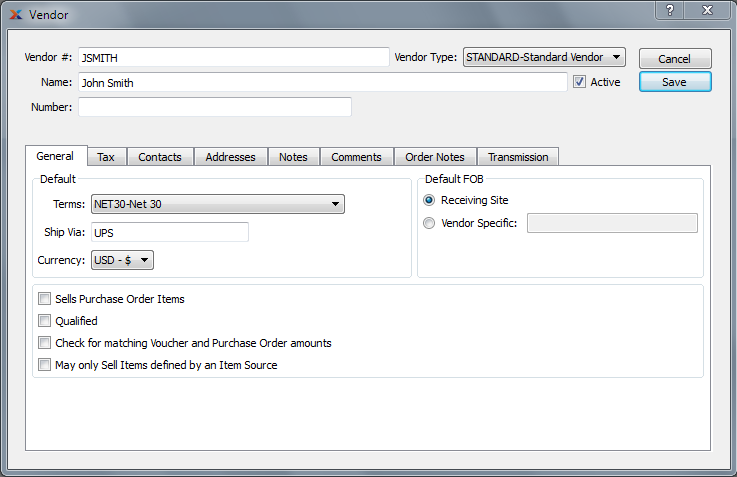 Vendor
Vendor #: JSMITH Vendor Type: STANDARD-Standard Vendor Cancel
Name: John Smith Active Save
Number:
General Tax Contacts Addresses Notes Comments Order Notes Transmission
Default Default FOB
Terms: NET30-Net 30 Receiving Site
Ship Via: UPS Vendor Specific:
Currency: USD - $
Sells Purchase Order Items
Qualified
Check for matching Voucher and Purchase Order amounts
May only Sell Items defined by an Item Source